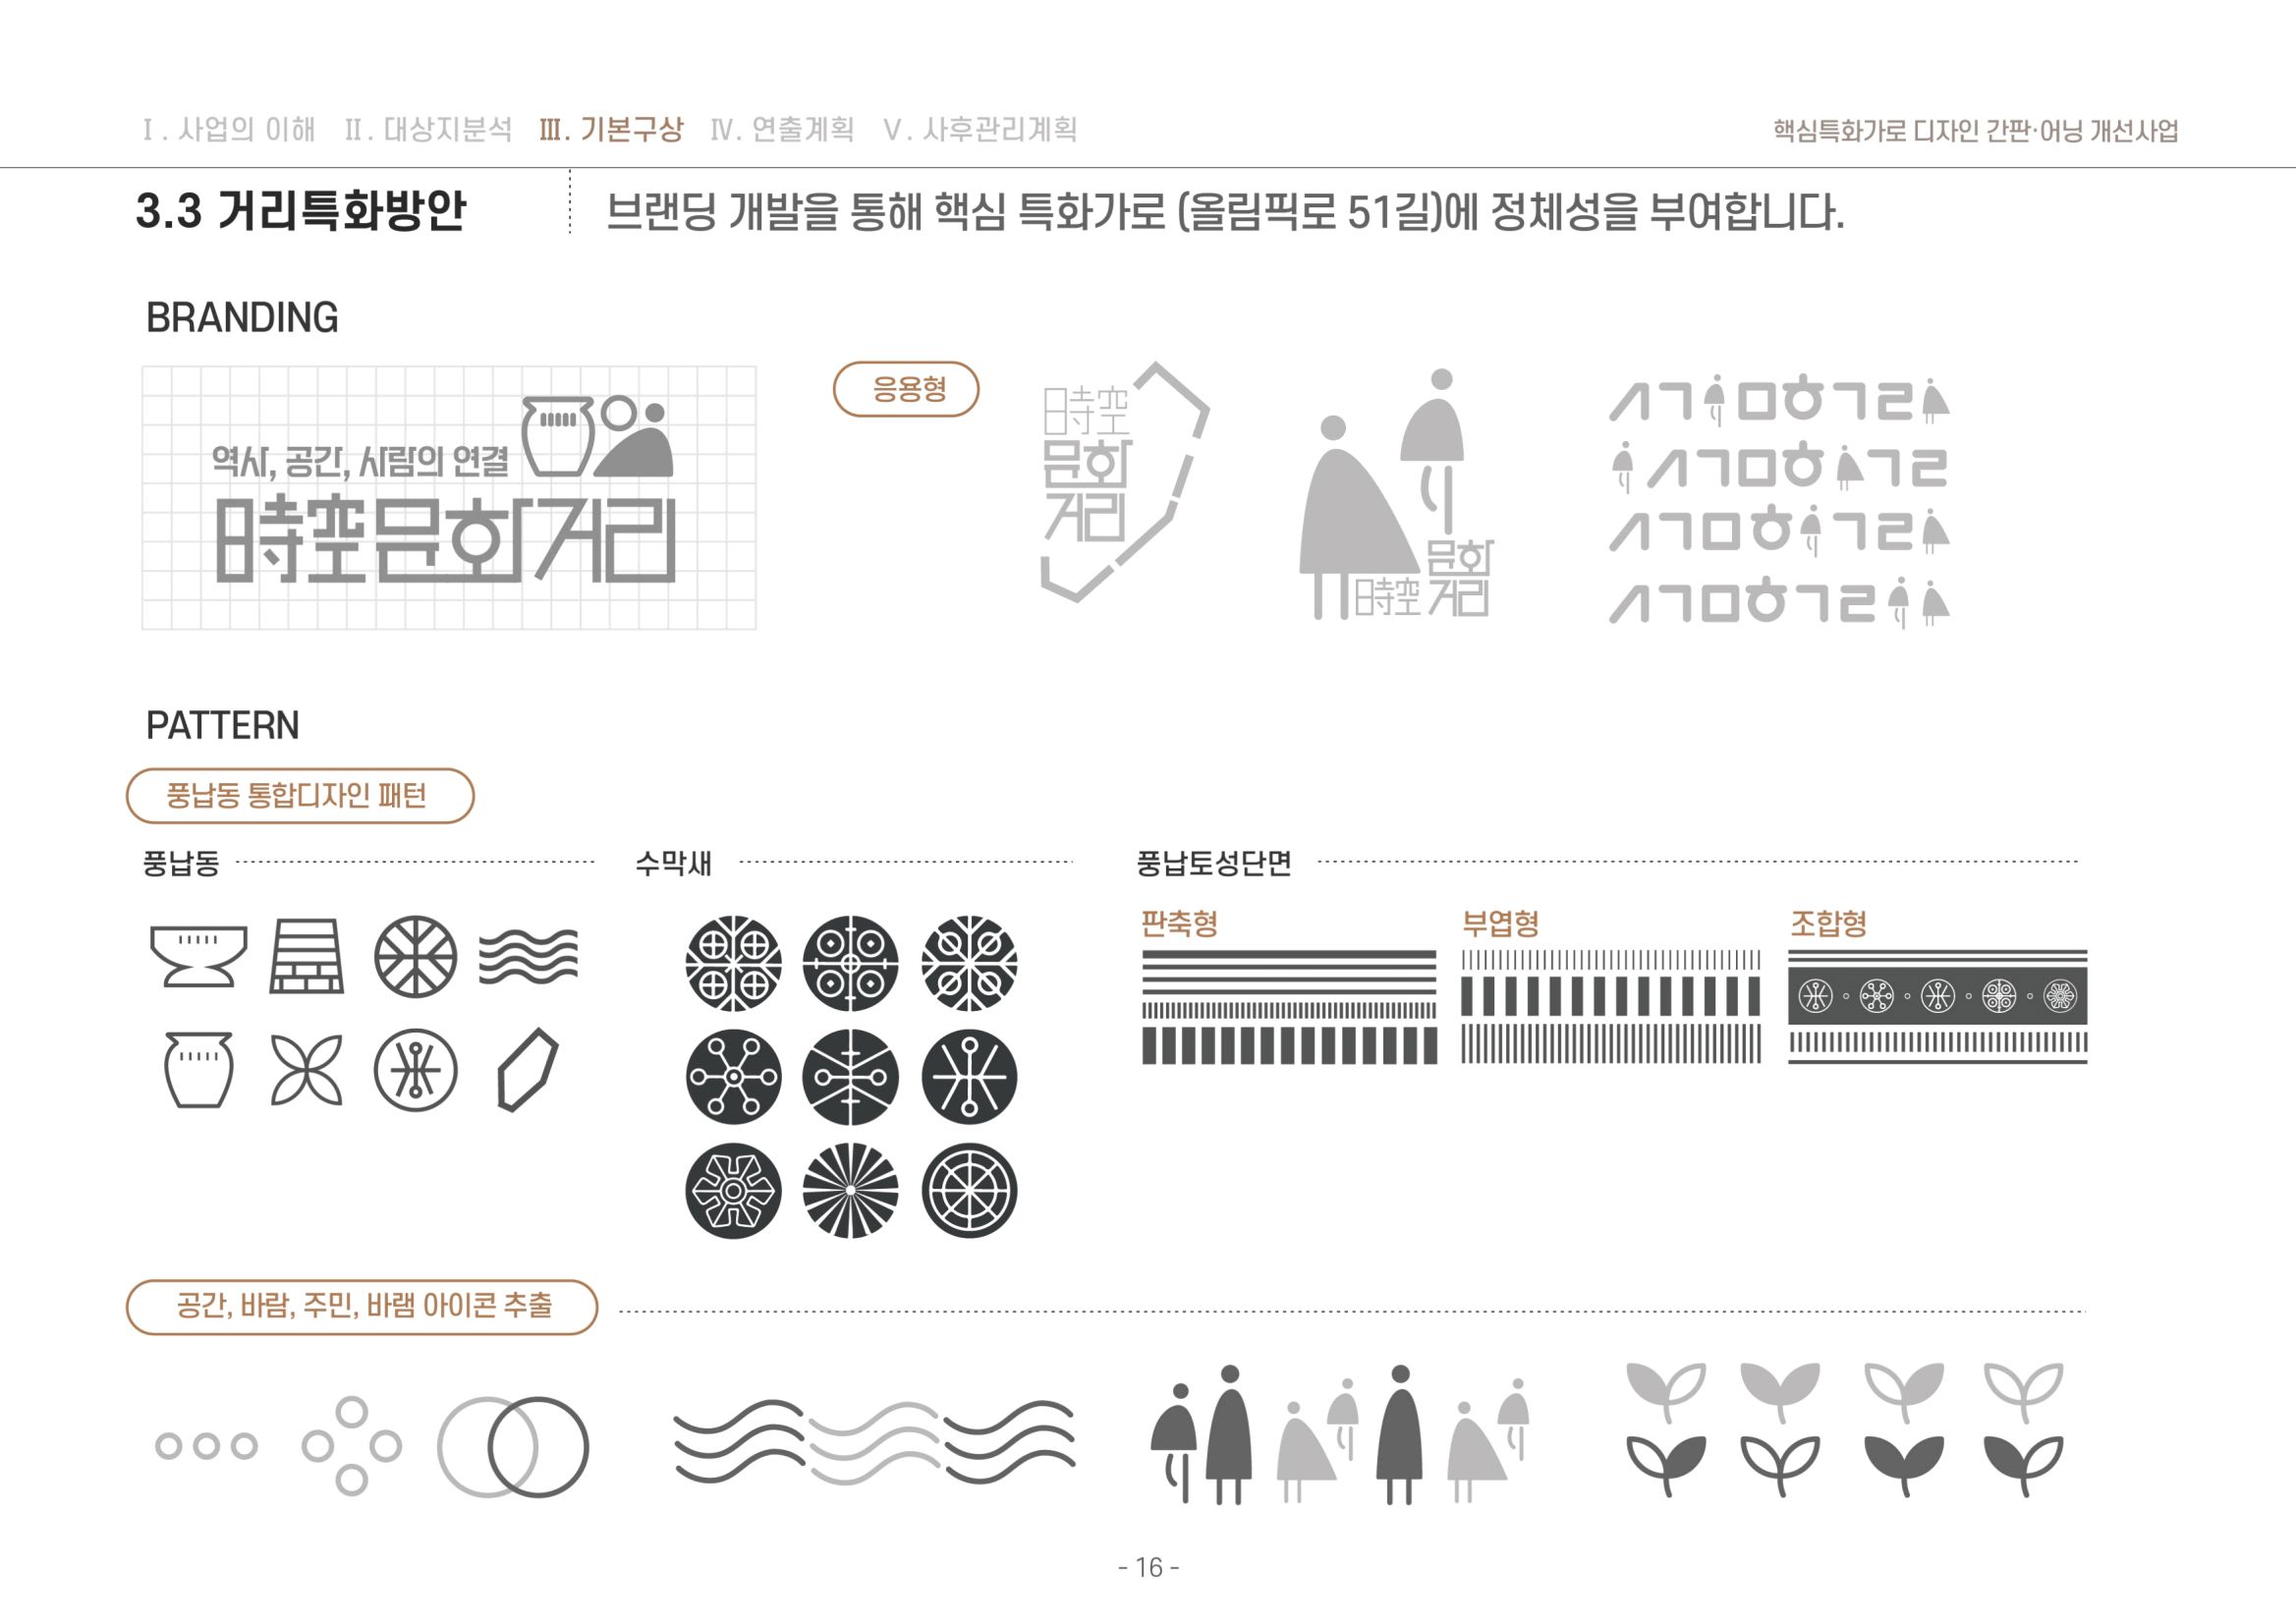 Ⅰ. 사업의 이해 Ⅱ. 대상지분석 Ⅲ. 기본구상 Ⅳ. 연출계획 Ⅴ. 사후관리계획
핵심특화가로 디자인 간판·어닝 개선사업
3.3 거리특화방안
브랜딩 개발을 통해 핵심 특화가로 (올림픽로 51길)에 정체성을 부여합니다.
BRANDING
역사, 공간, 사람의 연결
時空문화거리
응용형
時空
문화
거리
時空
문화
거리
ㅅㄱㅁㅎㄱㄹ
ㅅㄱㅁㅎㄱㄹ
ㅅㄱㅁㅎㄱㄹ
ㅅㄱㅁㅎㄱㄹ
PATTERN
풍납동 통합디자인 패턴
풍납동
수막새
풍납토성단면
판축형
부엽형
조합형
공간, 바람, 주민, 바램 아이콘 추출
- 16 -